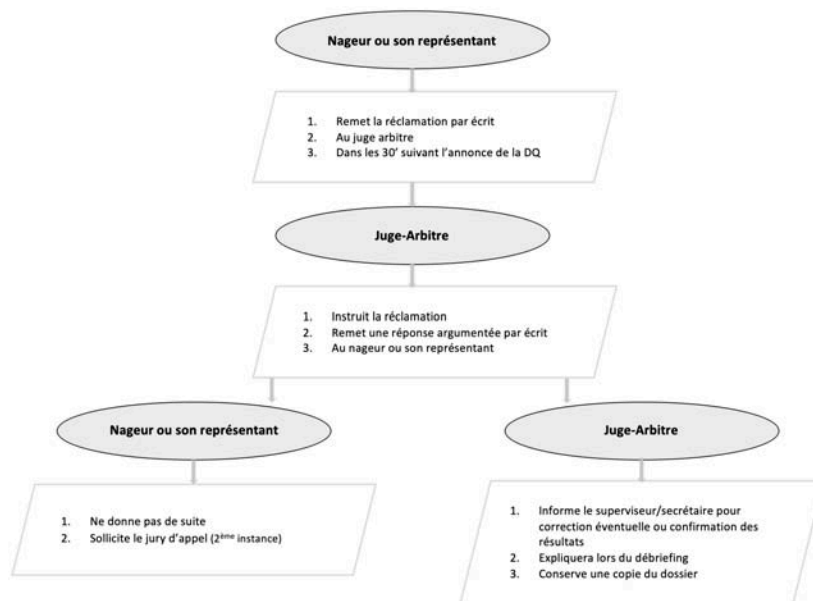 Nageur ou son représentant
1. Remet la réclamation par écrit
2. Au juge arbitre
3. Dans les 30' suivant l'annonce de la DQ
Juge-Arbitre
1. Instruit la réclamation
2. Remet une réponse argumentée par écrit
3. Au nageur ou son représentant
Nageur ou son représentant
1. Ne donne pas de suite
2. Sollicite le jury d'appel (2ème instance)
Juge-Arbitre
1. Informe le superviseur/secrétaire pour
correction éventuelle ou confirmation des
résultats
2. Expliquera lors du débriefing
3. Conserve une copie du dossier